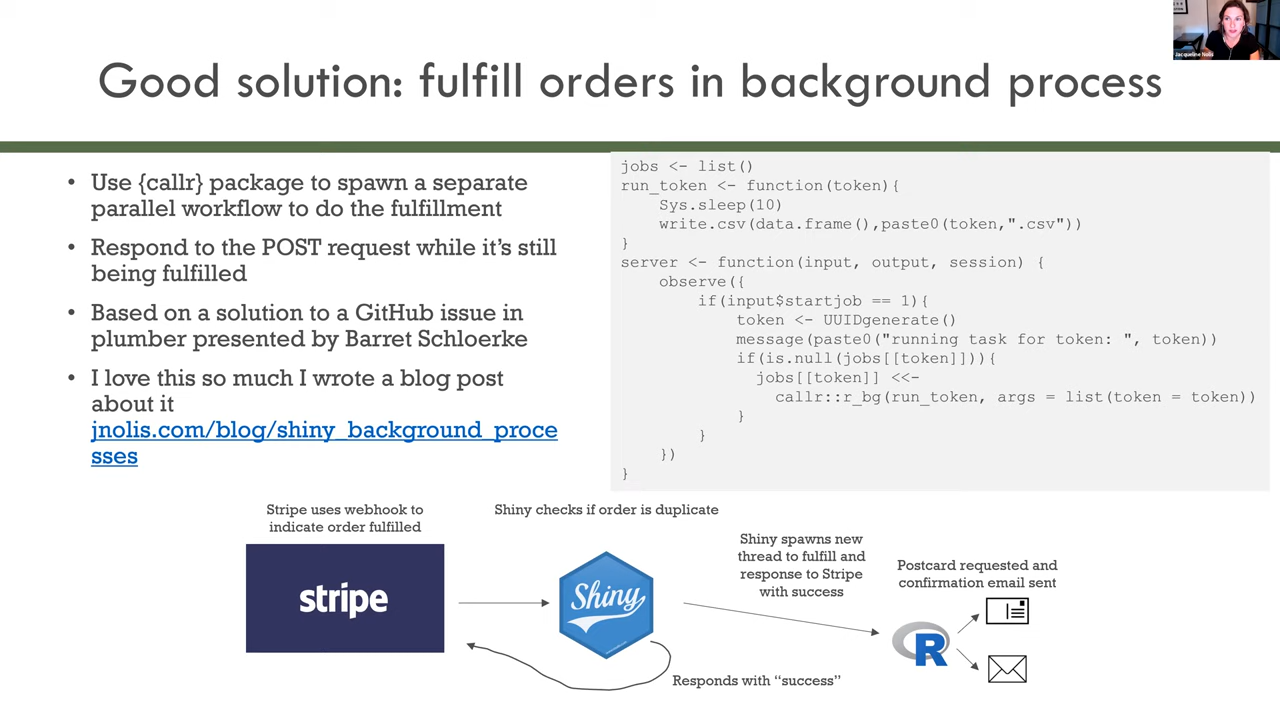 Jacqueline Nolis
Good solution: fulfill orders in background process
• Use {callr} package to spawn a separate
parallel workflow to do the fulfillment
• Respond to the POST request while it's still
being fulfilled
• Based on a solution to a GitHub issue in
plumber presented by Barret Schloerke
• I love this so much I wrote a blog post
about it
jnolis.com/blog/shiny_background_proce
sses
jobs <- list()
run_token <- function(token){
    Sys.sleep(10)
    write.csv(data.frame(),paste0(token,".csv"))
}
server <- function(input, output, session) {
    observe({
        if(input$startjob == 1){
            token <- UUIDgenerate()
            message(paste0("running task for token: ", token))
            if(is.null(jobs[[token]])){
              jobs[[token]] <<-
                callr::r_bg(run_token, args = list(token = token))
            }
        }
    })
}
Stripe uses webhook to
indicate order fulfilled
stripe
Shiny checks if order is duplicate
Shiny
Shiny spawns new
thread to fulfill and
response to Stripe
with success
Responds with "success"
Postcard requested and
confirmation email sent
R